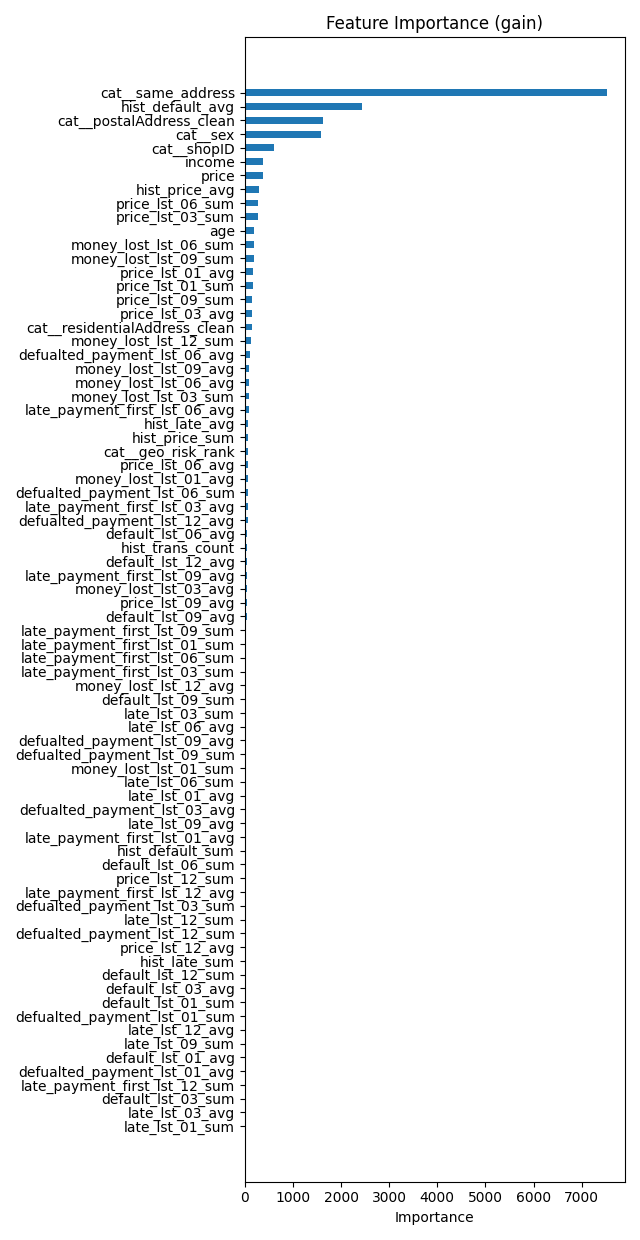 Feature Importance (gain)
cat__same_address
hist_default_avg
cat__postalAddress_clean
cat__sex
cat__shopID
income
price
hist_price_avg
price_lst_06_sum
price_lst_03_sum
age
money_lost_lst_06_sum
money_lost_lst_09_sum
price_lst_01_avg
price_lst_01_sum
price_lst_09_sum
price_lst_03_avg
cat__residentialAddress_clean
money_lost_lst_12_sum
defualted_payment_lst_06_avg
money_lost_lst_09_avg
money_lost_lst_06_avg
money_lost_lst_03_sum
late_payment_first_lst_06_avg
hist_late_avg
hist_price_sum
cat__geo_risk_rank
price_lst_06_avg
money_lost_lst_01_avg
defualted_payment_lst_06_sum
late_payment_first_lst_03_avg
defualted_payment_lst_12_avg
default_lst_06_avg
hist_trans_count
default_lst_12_avg
late_payment_first_lst_09_avg
money_lost_lst_03_avg
price_lst_09_avg
default_lst_09_avg
late_payment_first_lst_09_sum
late_payment_first_lst_01_sum
late_payment_first_lst_06_sum
late_payment_first_lst_03_sum
money_lost_lst_12_avg
default_lst_09_sum
late_lst_03_sum
late_lst_06_avg
defualted_payment_lst_09_avg
defualted_payment_lst_09_sum
money_lost_lst_01_sum
late_lst_06_sum
late_lst_01_avg
defualted_payment_lst_03_avg
late_lst_09_avg
late_payment_first_lst_01_avg
hist_default_sum
default_lst_06_sum
price_lst_12_sum
late_payment_first_lst_12_avg
defualted_payment_lst_03_sum
late_lst_12_sum
defualted_payment_lst_12_sum
price_lst_12_avg
hist_late_sum
default_lst_12_sum
default_lst_03_avg
default_lst_01_sum
defualted_payment_lst_01_sum
late_lst_12_avg
late_lst_09_sum
default_lst_01_avg
defualted_payment_lst_01_avg
late_payment_first_lst_12_sum
default_lst_03_sum
late_lst_03_avg
late_lst_01_sum
0 1000 2000 3000 4000 5000 6000 7000
Importance